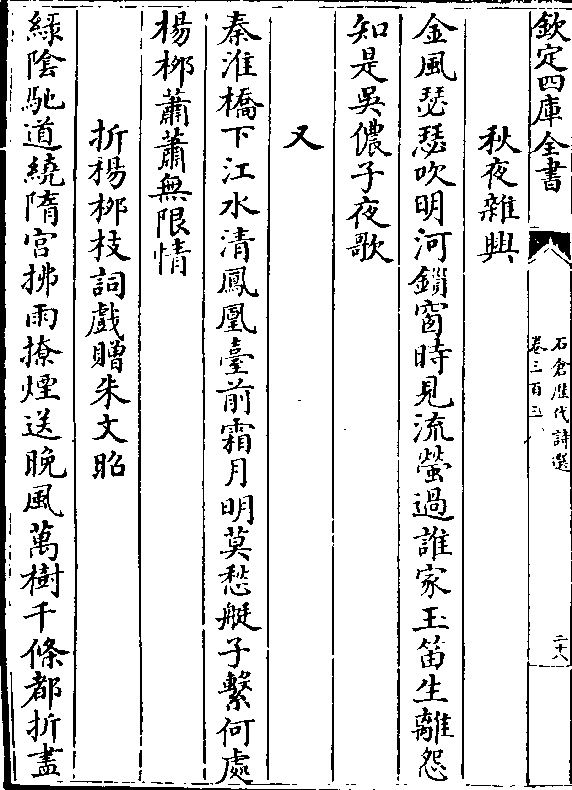 欽定四庫全書
石倉歷代詩選
卷三百三
二十八
秋夜雜興
金風瑟瑟吹明河鎖窗時見流螢過誰家玉笛生離怨
知是吳儂子夜歌
又
秦淮橋下江水清鳳凰臺前霜月明莫愁艇子繫何處
楊栁蕭蕭無限情
折楊栁枝詞戲贈朱文昭
緑陰馳道繞隋宫拂雨撩煙送晚風萬樹千條都折盡